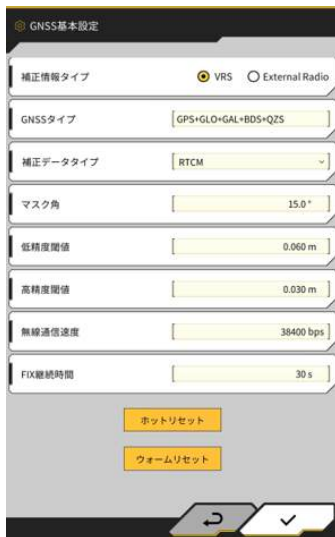 GNSS基本設定
補正情報タイプ VRS External Radio
GNSSタイプ GPS+GLO+GAL+BDS+QZS
補正データタイプ RTCM
マスク角 15.0°
低精度閾値 0.060 m
高精度閾値 0.030 m
無線通信速度 38400 bps
FIX継続時間 30 s
ホットリセット
ウォームリセット